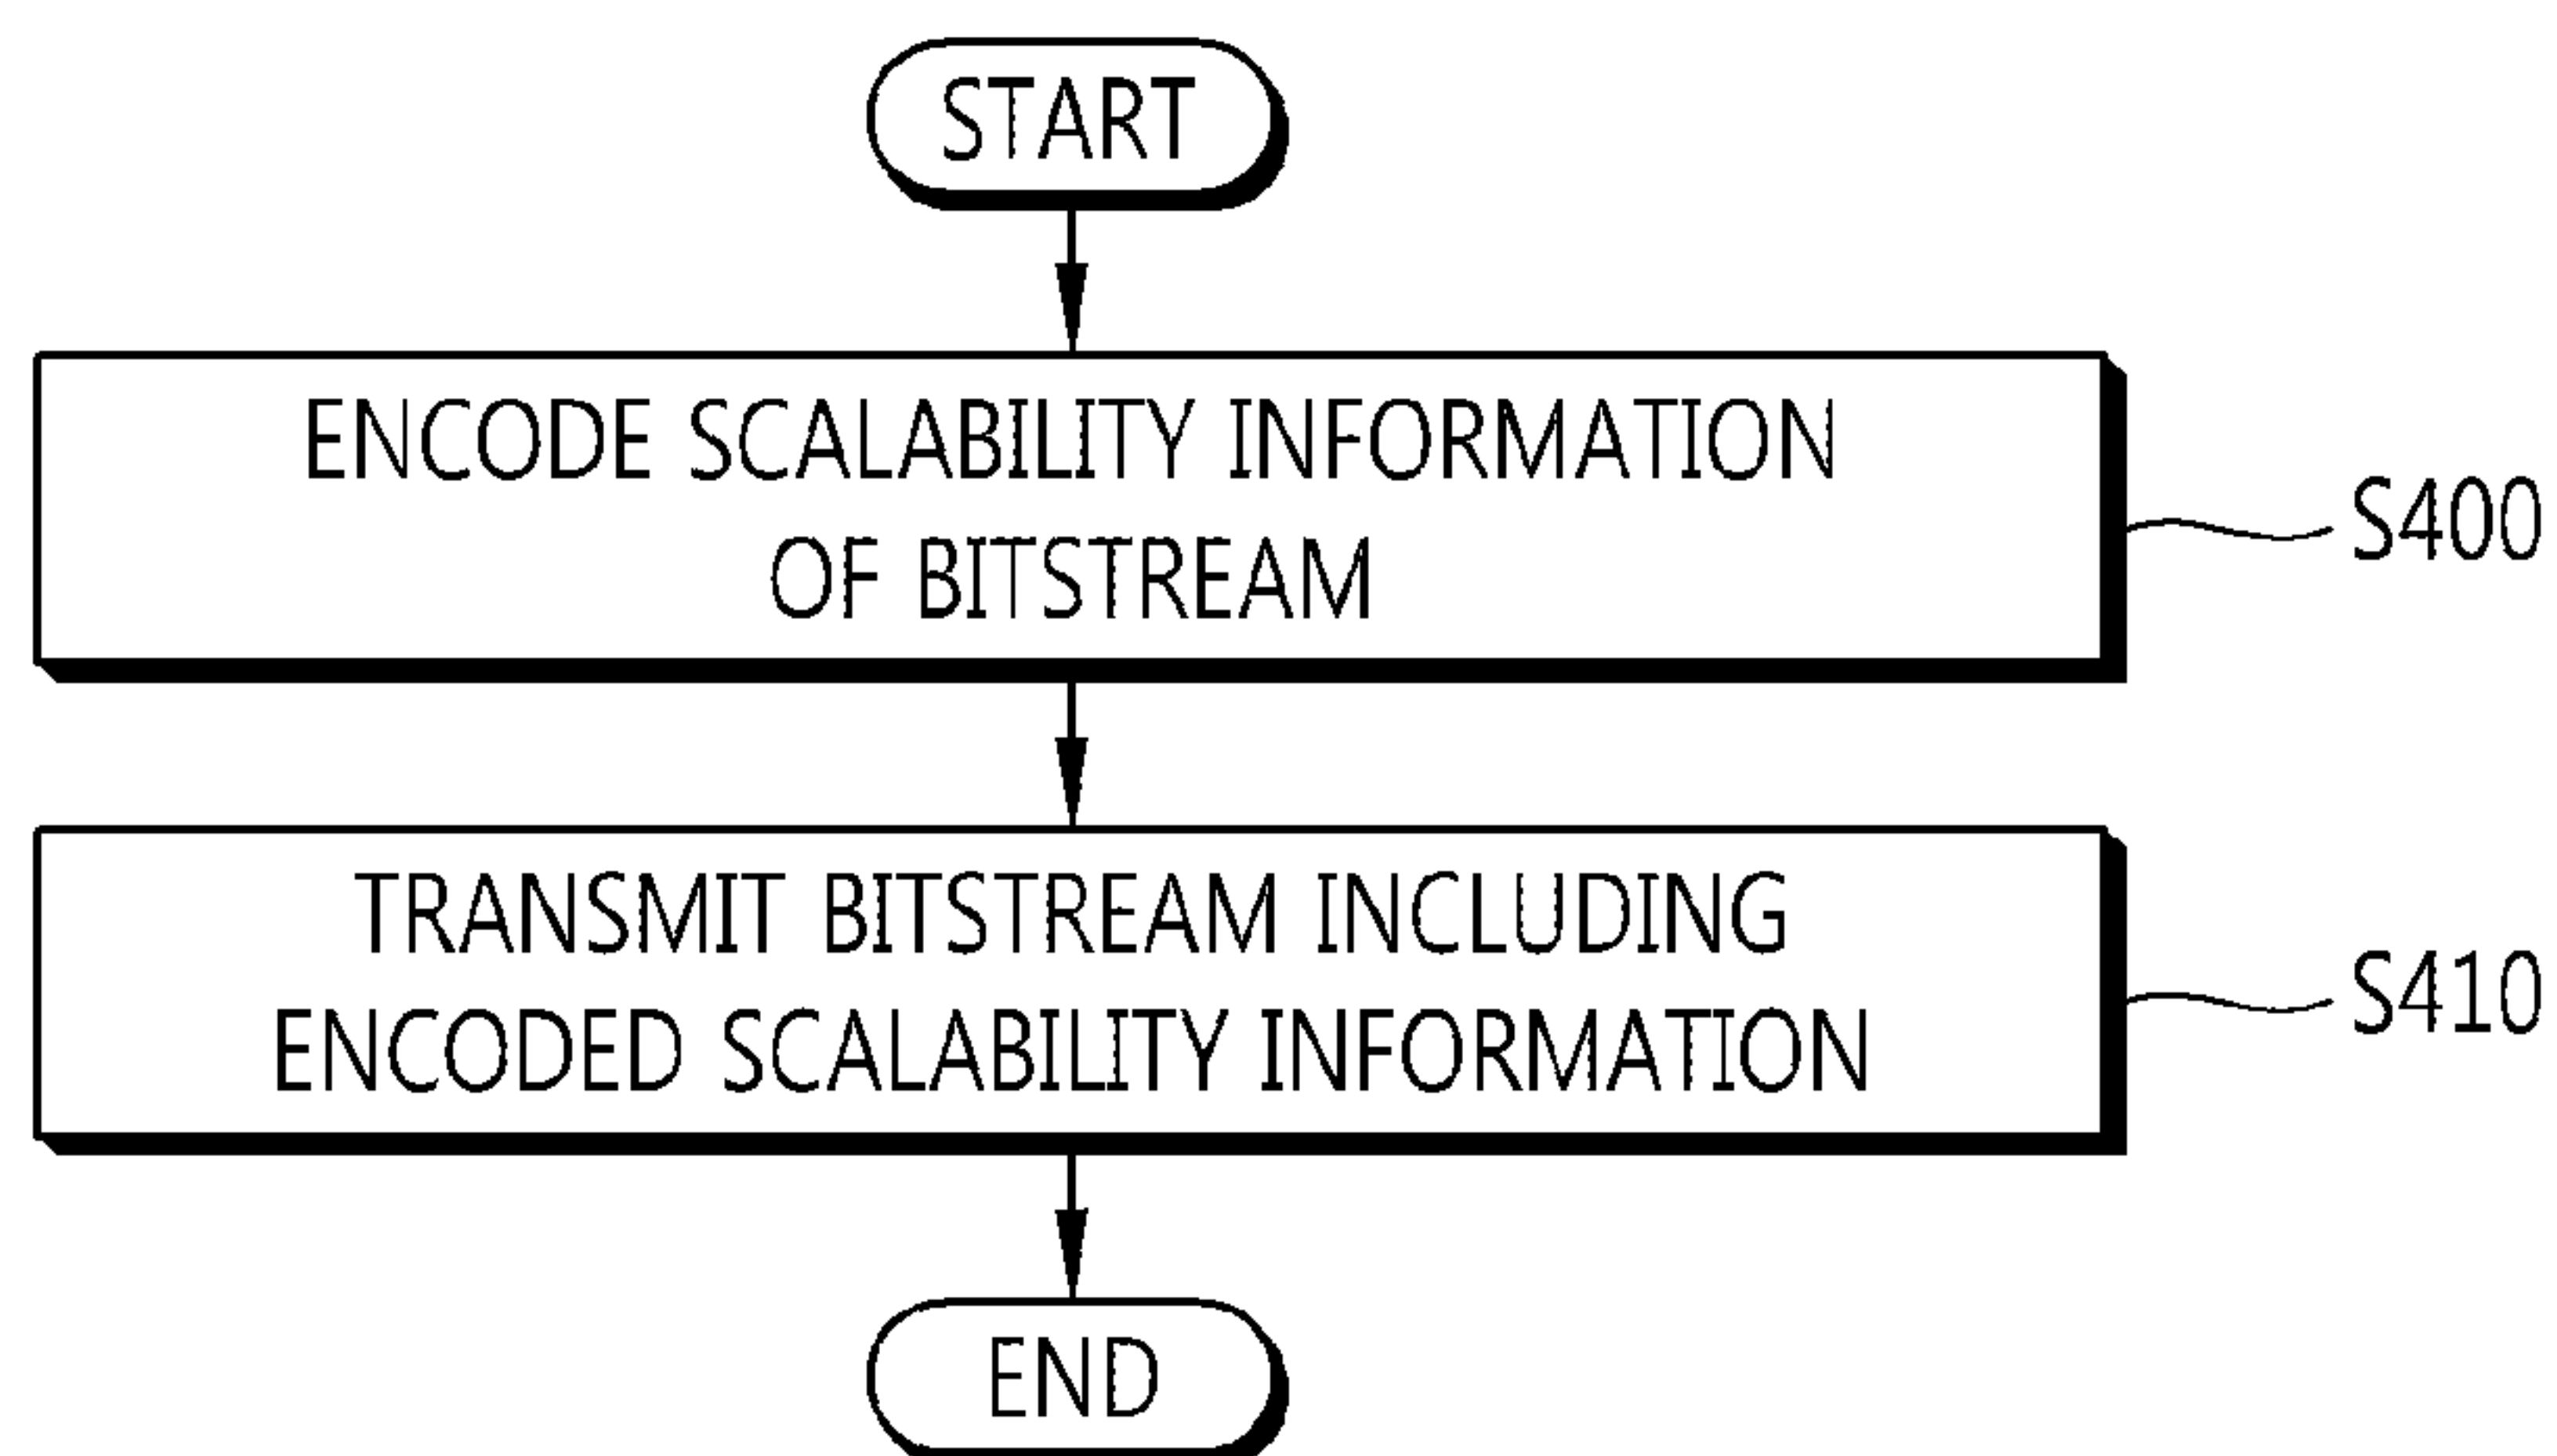 START
ENCODE SCALABILITY INFORMATION
OF BITSTREAM
S400
TRANSMIT BITSTREAM INCLUDING
ENCODED SCALABILITY INFORMATION
S410
END